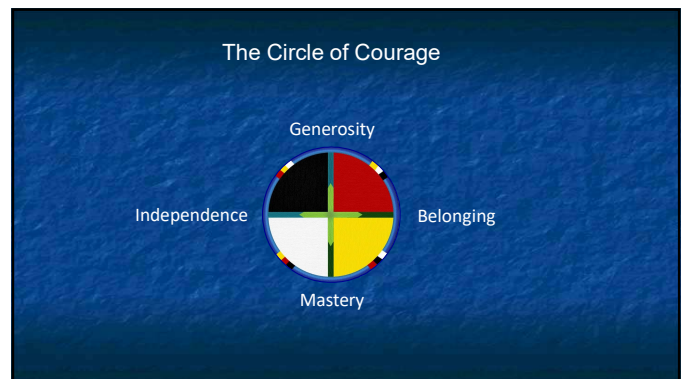 The Circle of Courage
Generosity
Independence
Belonging
Mastery